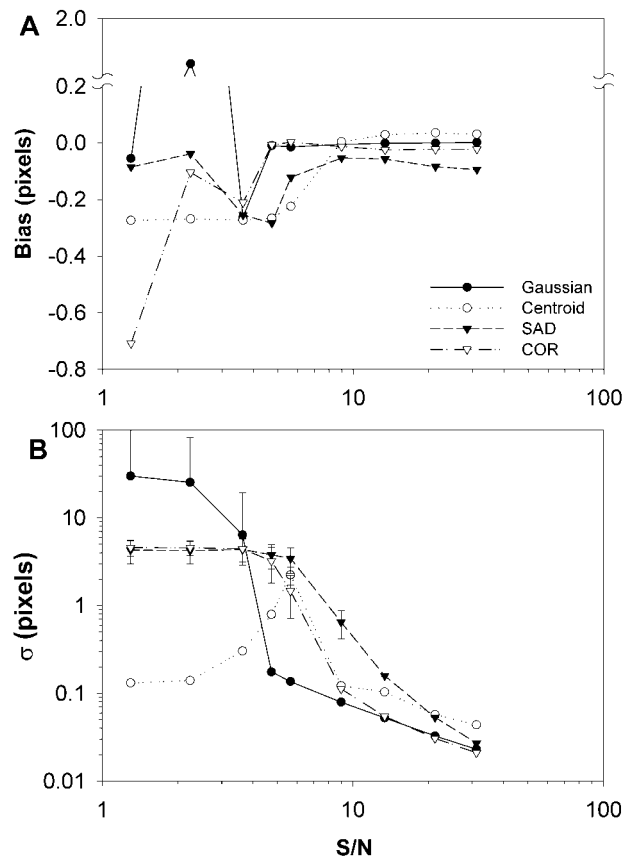 A
2.0
0.2
0.0
-0.2
-0.4
-0.6
-0.8
Bias (pixels)
Gaussian
Centroid
SAD
COR
1
10
100
B
100
10
1
0.1
0.01
σ (pixels)
1
10
100
S/N